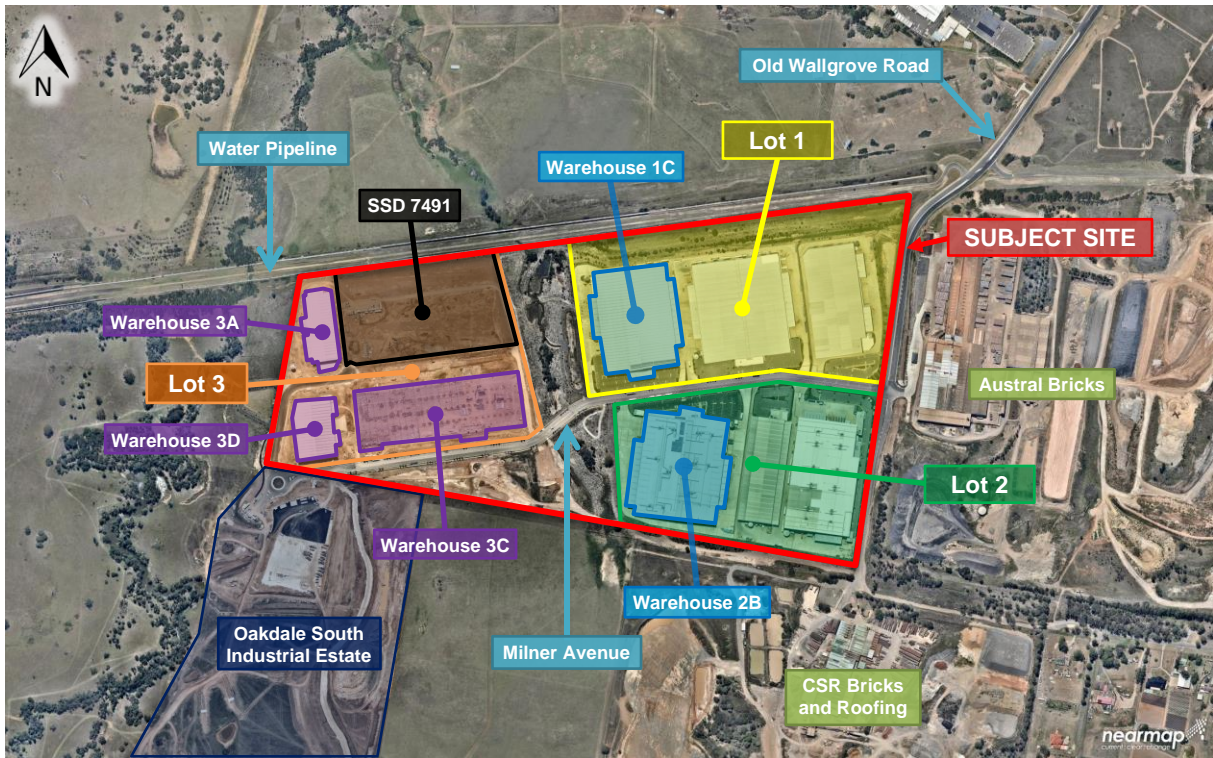 N
Old Wallgrove Road
Water Pipeline
Lot 1
Warehouse 1C
SSD 7491
SUBJECT SITE
Warehouse 3A
Lot 3
Austral Bricks
Warehouse 3D
Lot 2
Warehouse 3C
Warehouse 2B
Oakdale South
Industrial Estate
Milner Avenue
CSR Bricks
and Roofing
nearmap